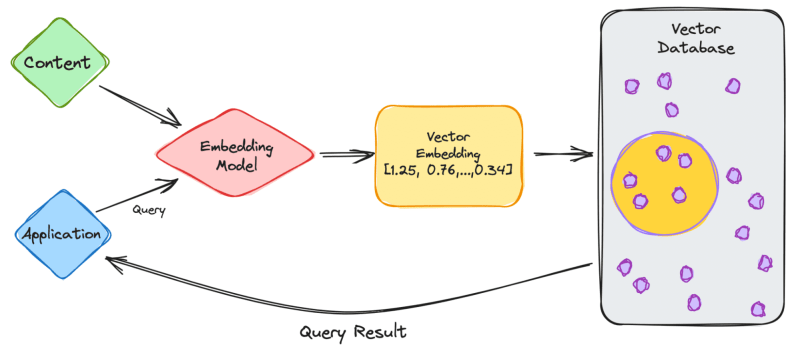 Content
Application
Query
Embedding
Model
Vector
Embedding
[1.25, 0.76,...,0.34]
Vector
Database
Query Result